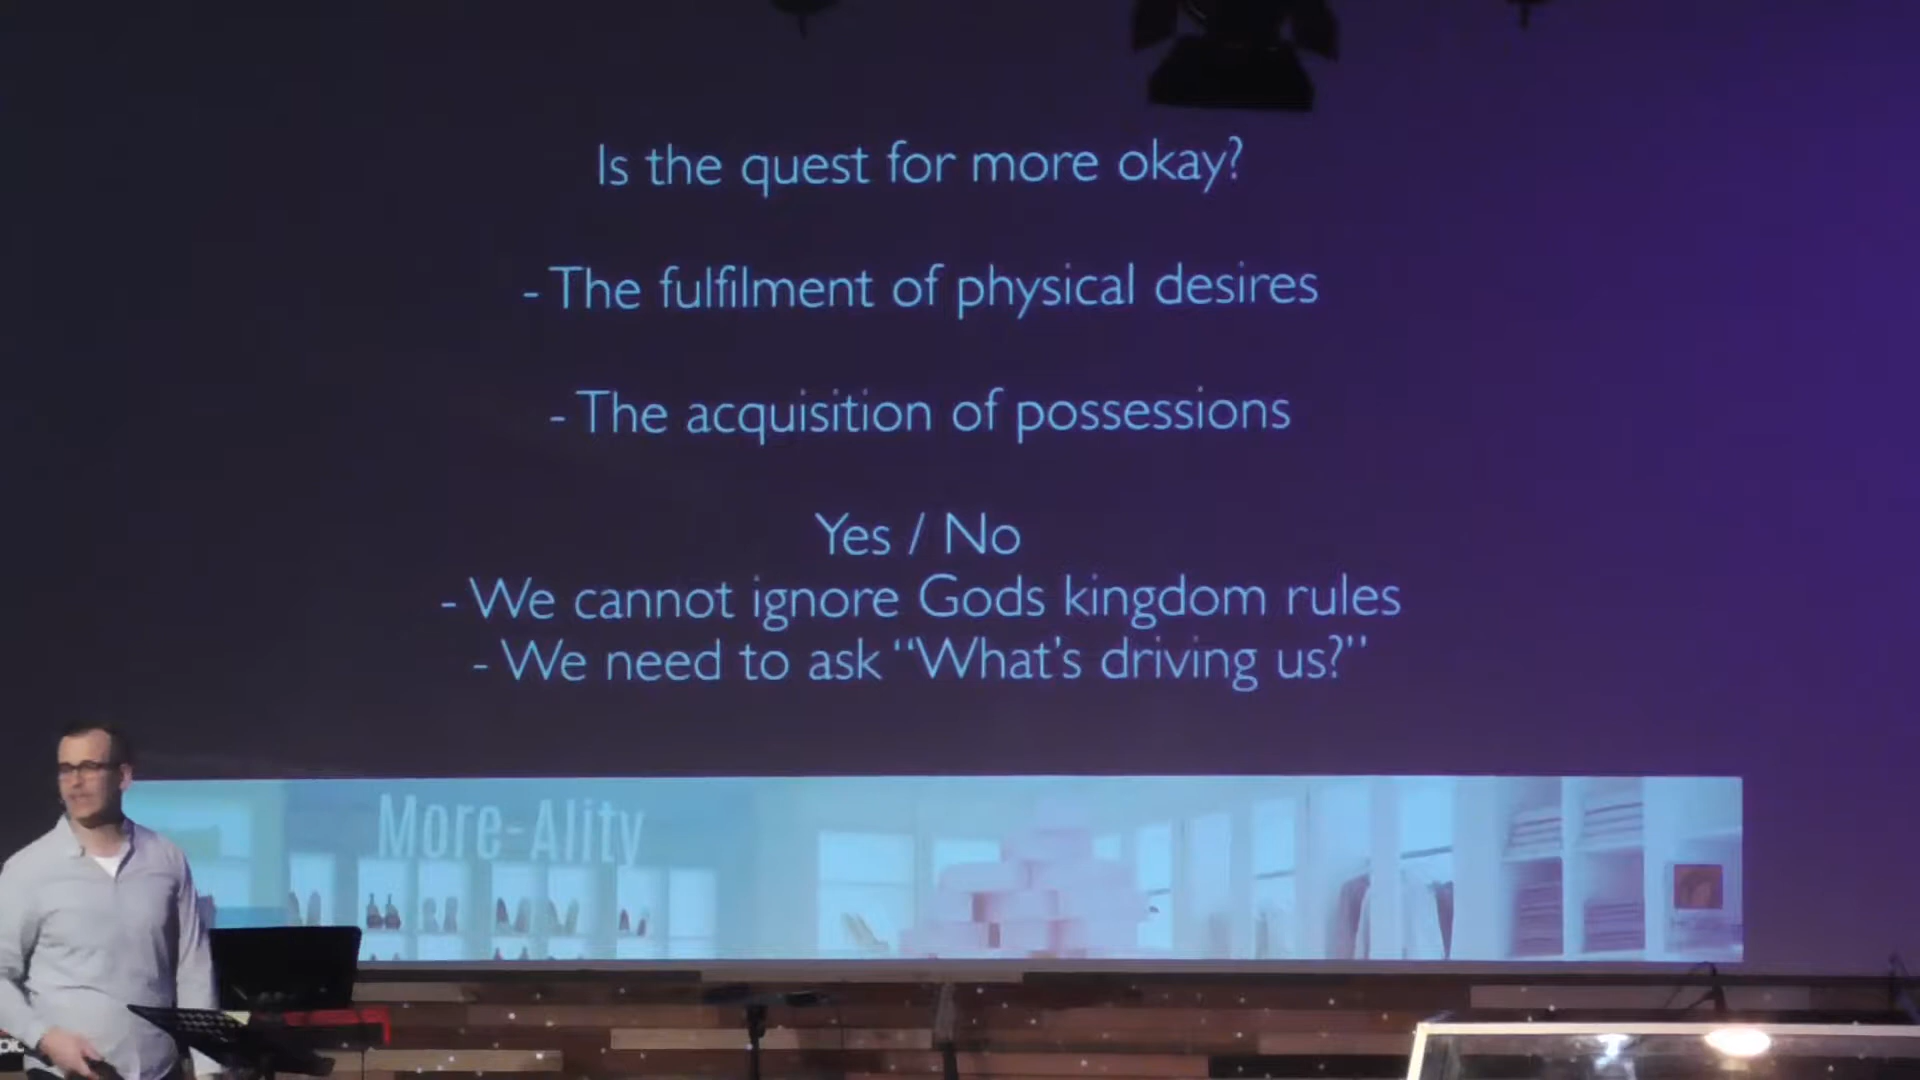 Is the quest for more okay?
- The fulfilment of physical desires
- The acquisition of possessions
Yes / No
- We cannot ignore Gods kingdom rules
- We need to ask “What's driving us?”
More-Ality